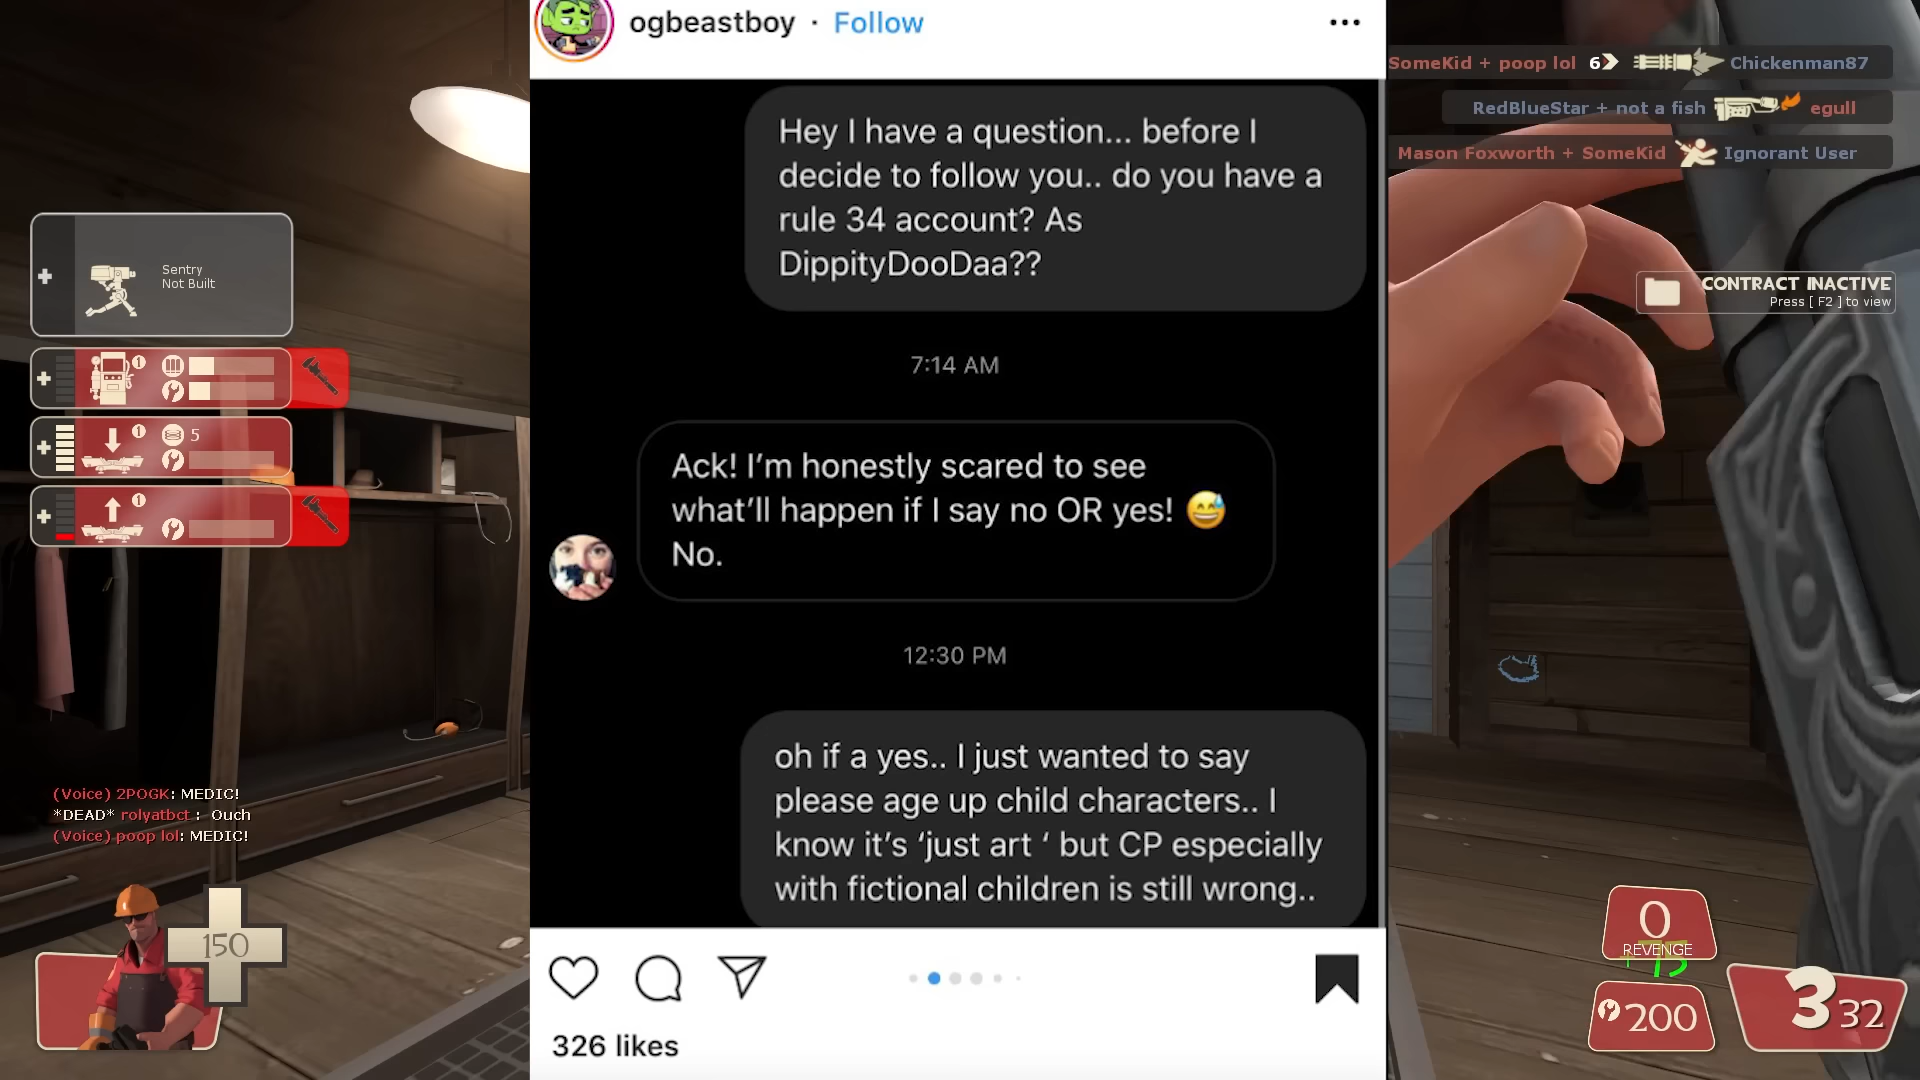 ogbeastboy · Follow
Hey I have a question... before I
decide to follow you.. do you have a
rule 34 account? As
DippityDooDaa??
7:14 AM
Ack! I’m honestly scared to see
what’ll happen if I say no OR yes! 😅
No.
12:30 PM
oh if a yes.. I just wanted to say
please age up child characters.. I
know it’s ‘just art ‘ but CP especially
with fictional children is still wrong..
326 likes
Sentry
Not Built
1
1
5
1
(Voice) 2POGK: MEDIC!
*DEAD* rolyatbct : Ouch
(Voice) poop lol: MEDIC!
150
SomeKid + poop lol 6 Chickenman87
RedBlueStar + not a fish egull
Mason Foxworth + SomeKid Ignorant User
CONTRACT INACTIVE
Press [ F2 ] to view
0
REVENGE
200
3 32